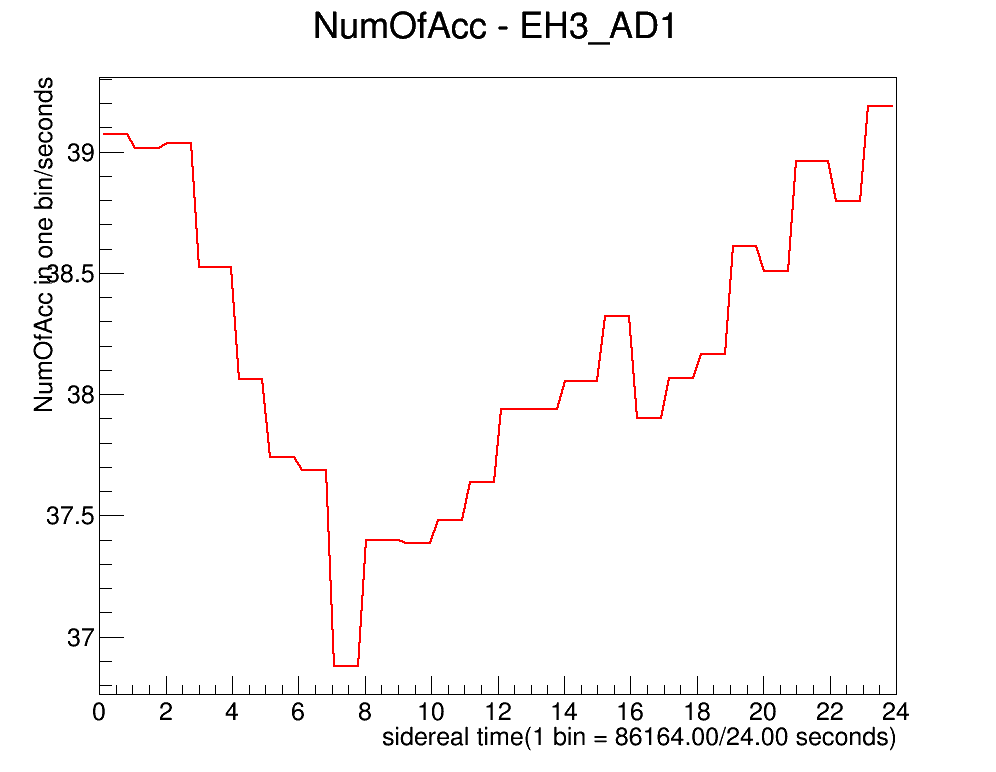 NumOfAcc - EH3_AD1
NumOfAcc in one bin/seconds
39
38.5
38
37.5
37
0 2 4 6 8 10 12 14 16 18 20 22 24
sidereal time(1 bin = 86164.00/24.00 seconds)